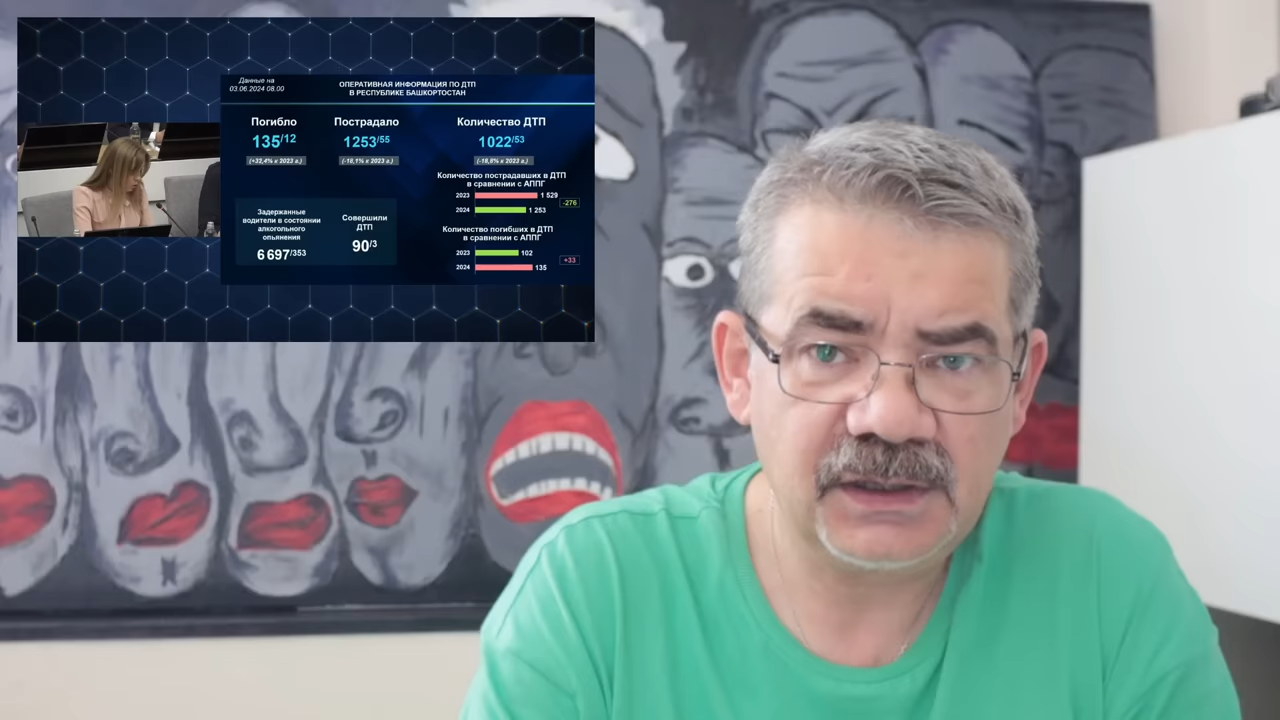 Данные на
03.06.2024 08.00
ОПЕРАТИВНАЯ ИНФОРМАЦИЯ ПО ДТП
В РЕСПУБЛИКЕ БАШКОРТОСТАН
Погибло
135/12
(+32,4% к 2023 г.)
Пострадало
1253/55
(-18,1% к 2023 г.)
Количество ДТП
1022/53
(-18,8% к 2023 г.)
Количество пострадавших в ДТП
в сравнении с АППГ
2023 1 529
2024 1 253
-276
Задержанные
водители в состоянии
алкогольного
опьянения
6 697/353
Совершили
ДТП
90/3
Количество погибших в ДТП
в сравнении с АППГ
2023 102
2024 135
+33